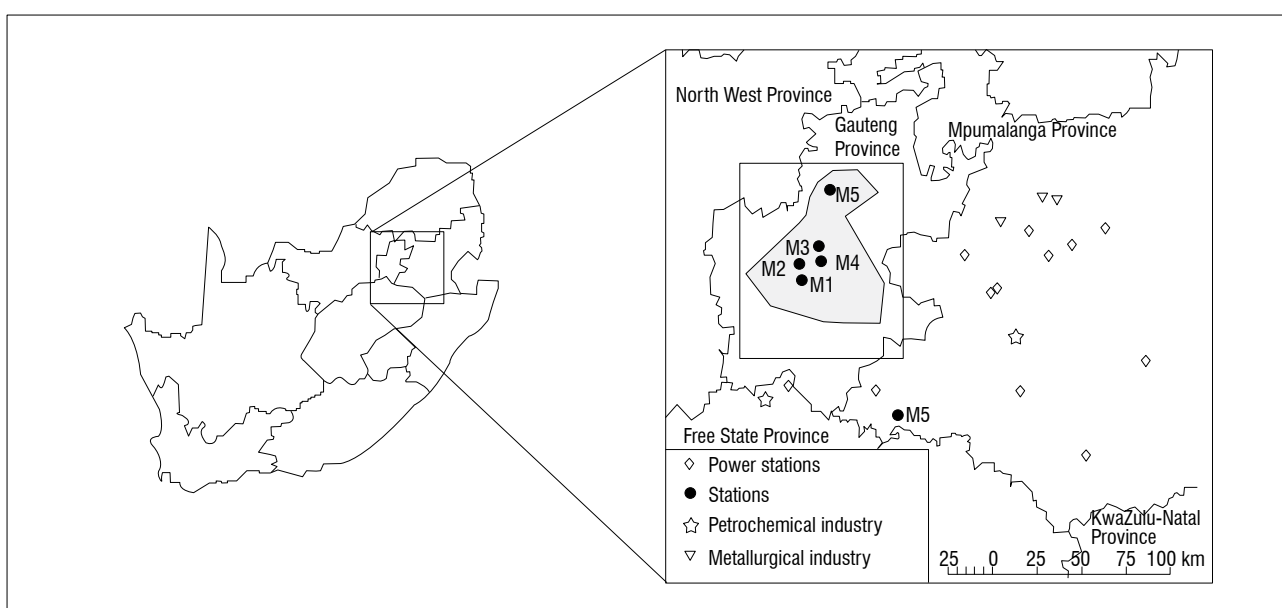 North West Province
Gauteng
Province
Mpumalanga Province
M5
M3
M4
M2
M1
M5
Free State Province
Power stations
Stations
Petrochemical industry
Metallurgical industry
KwaZulu-Natal
Province
25 0 25 50 75 100 km